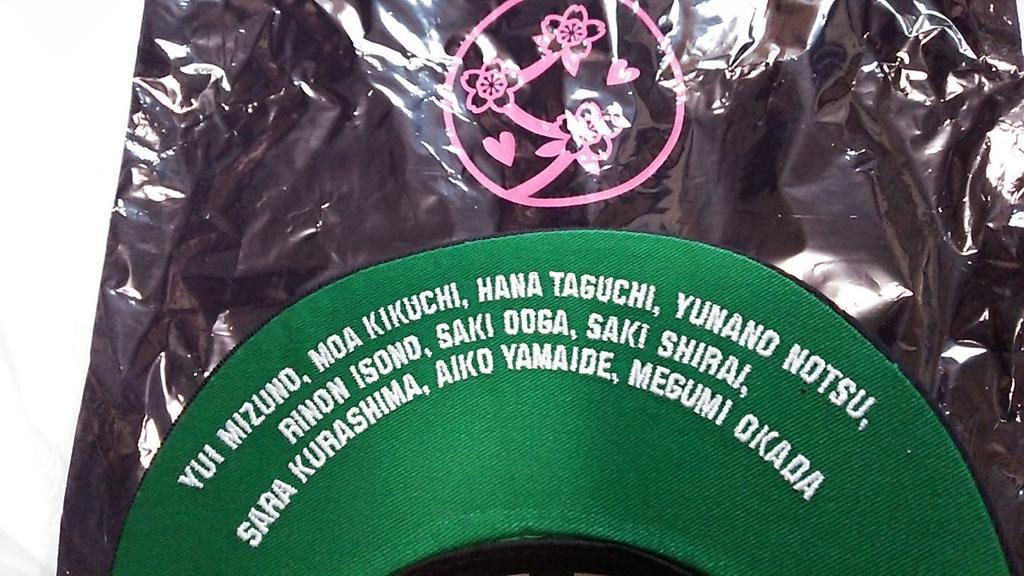 YUI MIZUNO, MOA KIKUCHI, HANA TAGUCHI, YUNANO NOTSU,
RINON ISONO, SAKI OOGA, SAKI SHIRAI,
SARA KURASHIMA, AIKO YAMAIDE, MEGUMI OKADA